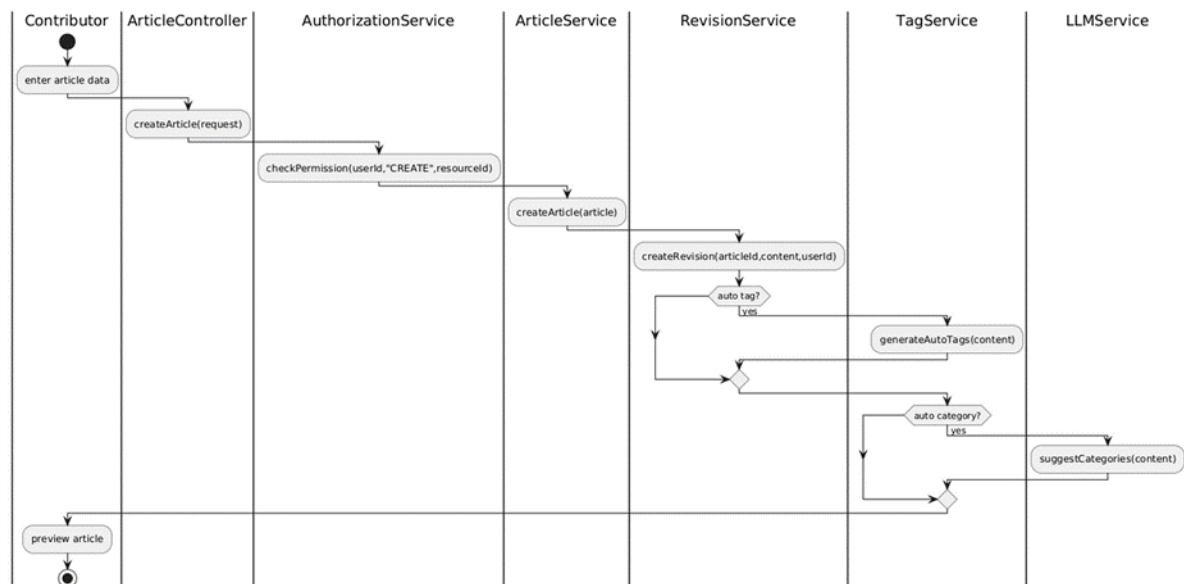 Contributor ArticleController AuthorizationService ArticleService RevisionService TagService LLMService
enter article data
createArticle(request)
checkPermission(userId,"CREATE",resourceId)
createArticle(article)
createRevision(articleId,content,userId)
auto tag?
yes
generateAutoTags(content)
auto category?
yes
suggestCategories(content)
preview article